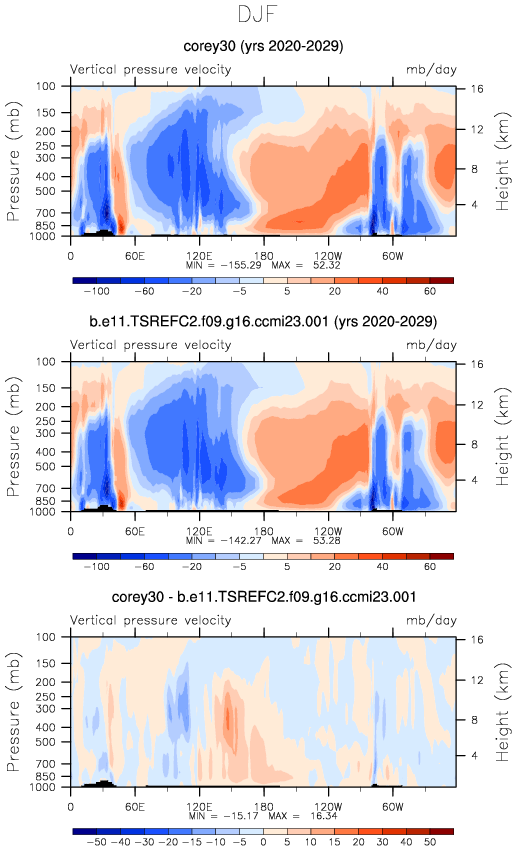 DJF
corey30 (yrs 2020-2029)
Vertical pressure velocity mb/day
100
150
200
250
300
400
500
700
850
1000
Pressure (mb)
16
12
8
4
Height (km)
0 60E 120E 180 120W 60W
MIN = -155.29 MAX = 52.32
-100 -60 -20 -5 5 20 40 60
b.e11.TSREFC2.f09.g16.ccmi23.001 (yrs 2020-2029)
Vertical pressure velocity mb/day
100
150
200
250
300
400
500
700
850
1000
Pressure (mb)
16
12
8
4
Height (km)
0 60E 120E 180 120W 60W
MIN = -142.27 MAX = 53.28
-100 -60 -20 -5 5 20 40 60
corey30 - b.e11.TSREFC2.f09.g16.ccmi23.001
Vertical pressure velocity mb/day
100
150
200
250
300
400
500
700
850
1000
Pressure (mb)
16
12
8
4
Height (km)
0 60E 120E 180 120W 60W
MIN = -15.17 MAX = 16.34
-50 -40 -30 -20 -15 -10 -5 0 5 10 15 20 30 40 50